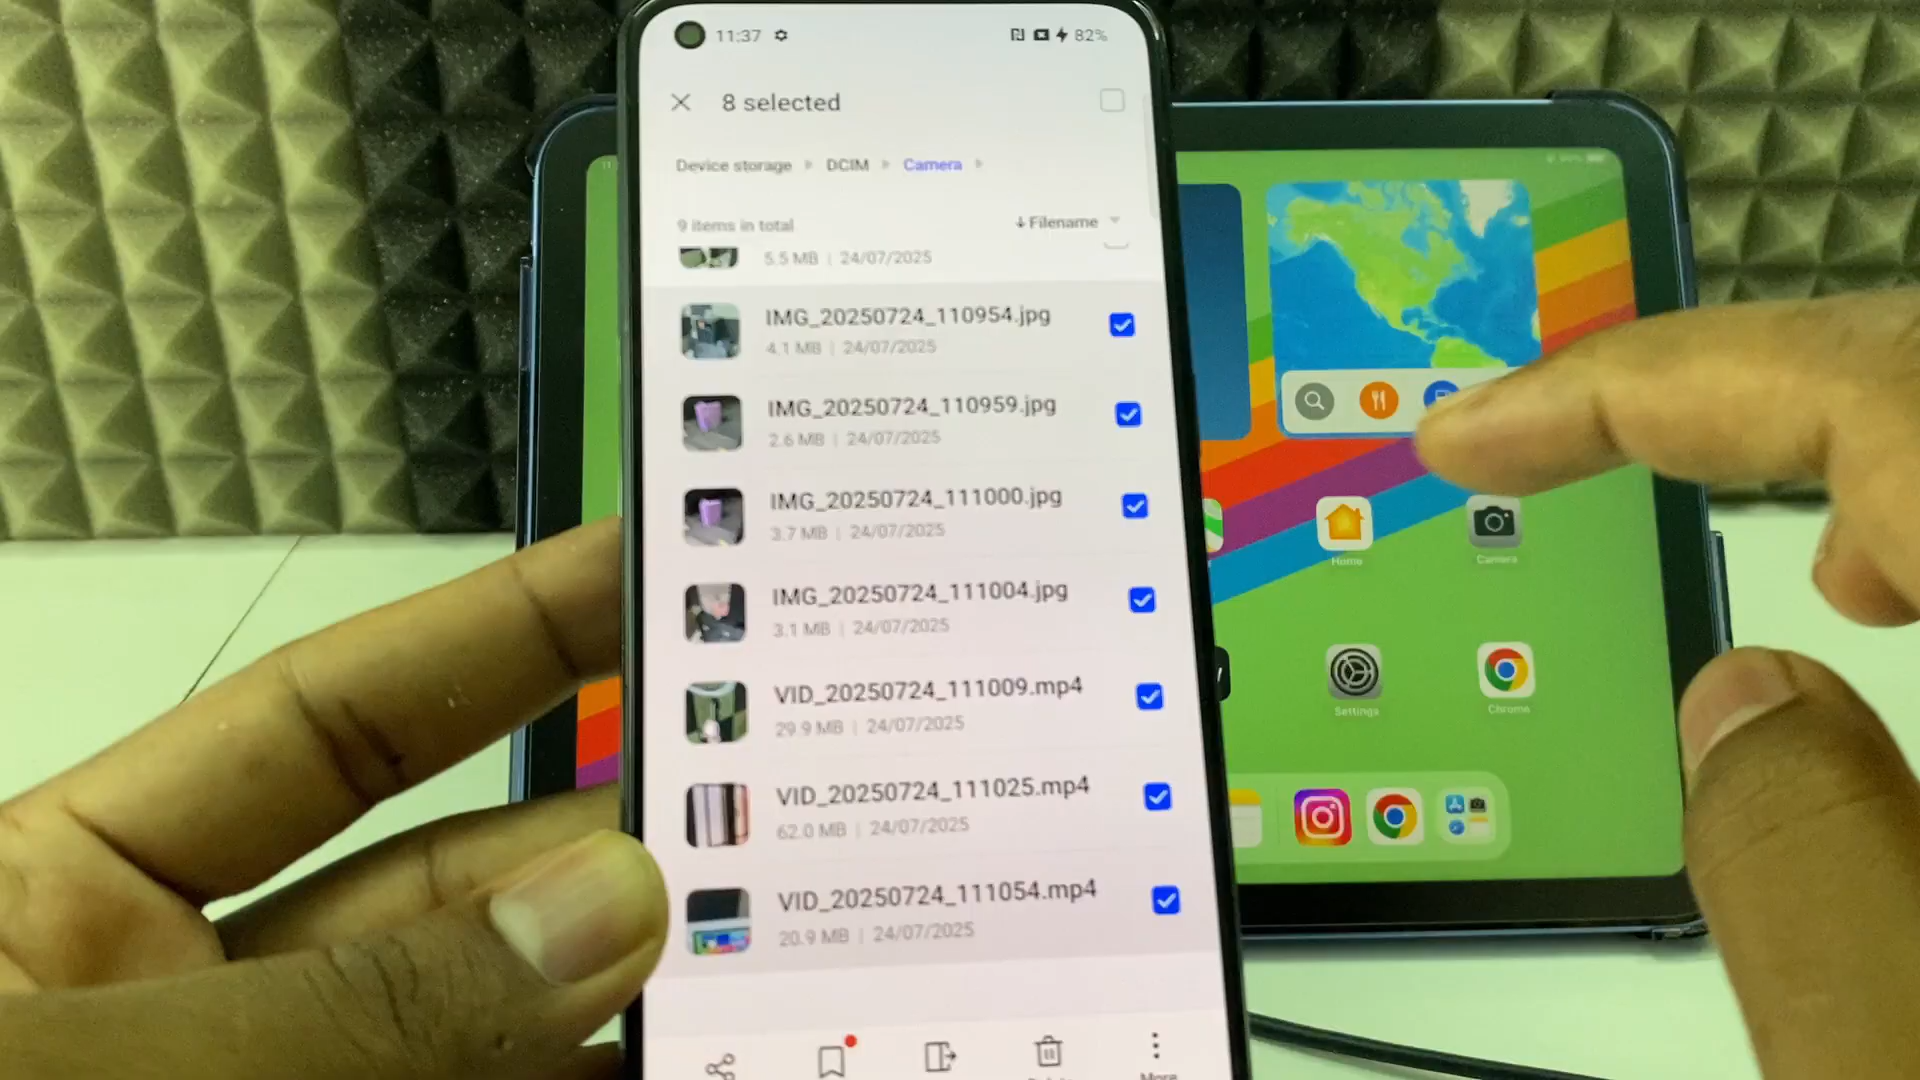 11:37
82%
8 selected
Device storage DCIM Camera
9 items in total
Filename
5.5 MB | 24/07/2025
IMG_20250724_110954.jpg
4.1 MB | 24/07/2025
IMG_20250724_110959.jpg
2.6 MB | 24/07/2025
IMG_20250724_111000.jpg
3.7 MB | 24/07/2025
IMG_20250724_111004.jpg
3.1 MB | 24/07/2025
VID_20250724_111009.mp4
29.9 MB | 24/07/2025
VID_20250724_111025.mp4
62.0 MB | 24/07/2025
VID_20250724_111054.mp4
20.9 MB | 24/07/2025
More
Home
Camera
Settings
Chrome